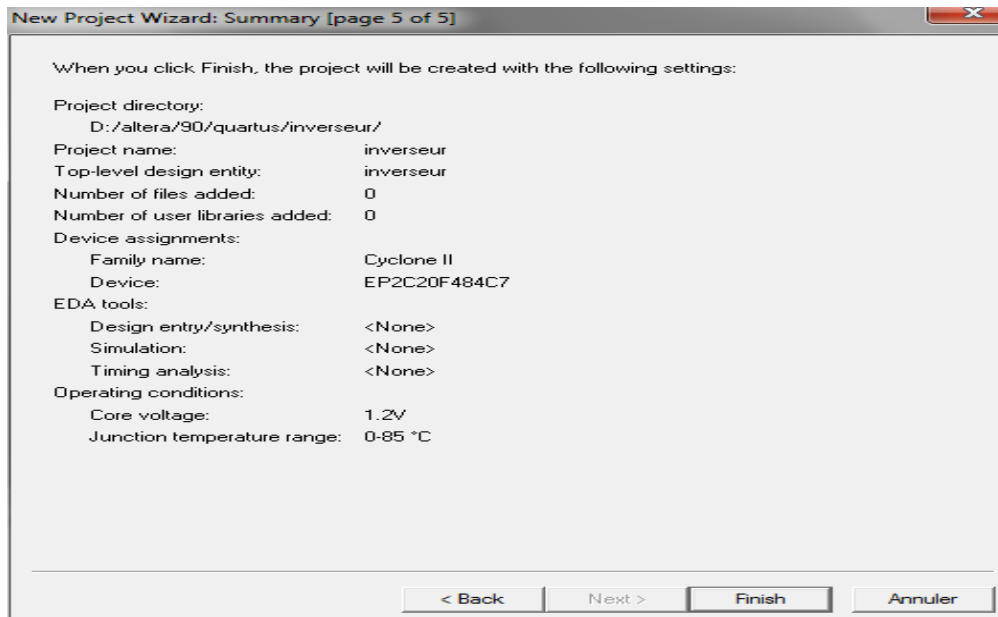 New Project Wizard: Summary [page 5 of 5]
When you click Finish, the project will be created with the following settings:
Project directory:
D:/altera/90/quartus/inverseur/
Project name: inverseur
Top-level design entity: inverseur
Number of files added: 0
Number of user libraries added: 0
Device assignments:
Family name: Cyclone II
Device: EP2C20F484C7
EDA tools:
Design entry/synthesis: <None>
Simulation: <None>
Timing analysis: <None>
Operating conditions:
Core voltage: 1.2V
Junction temperature range: 0-85 °C
< Back Next > Finish Annuler